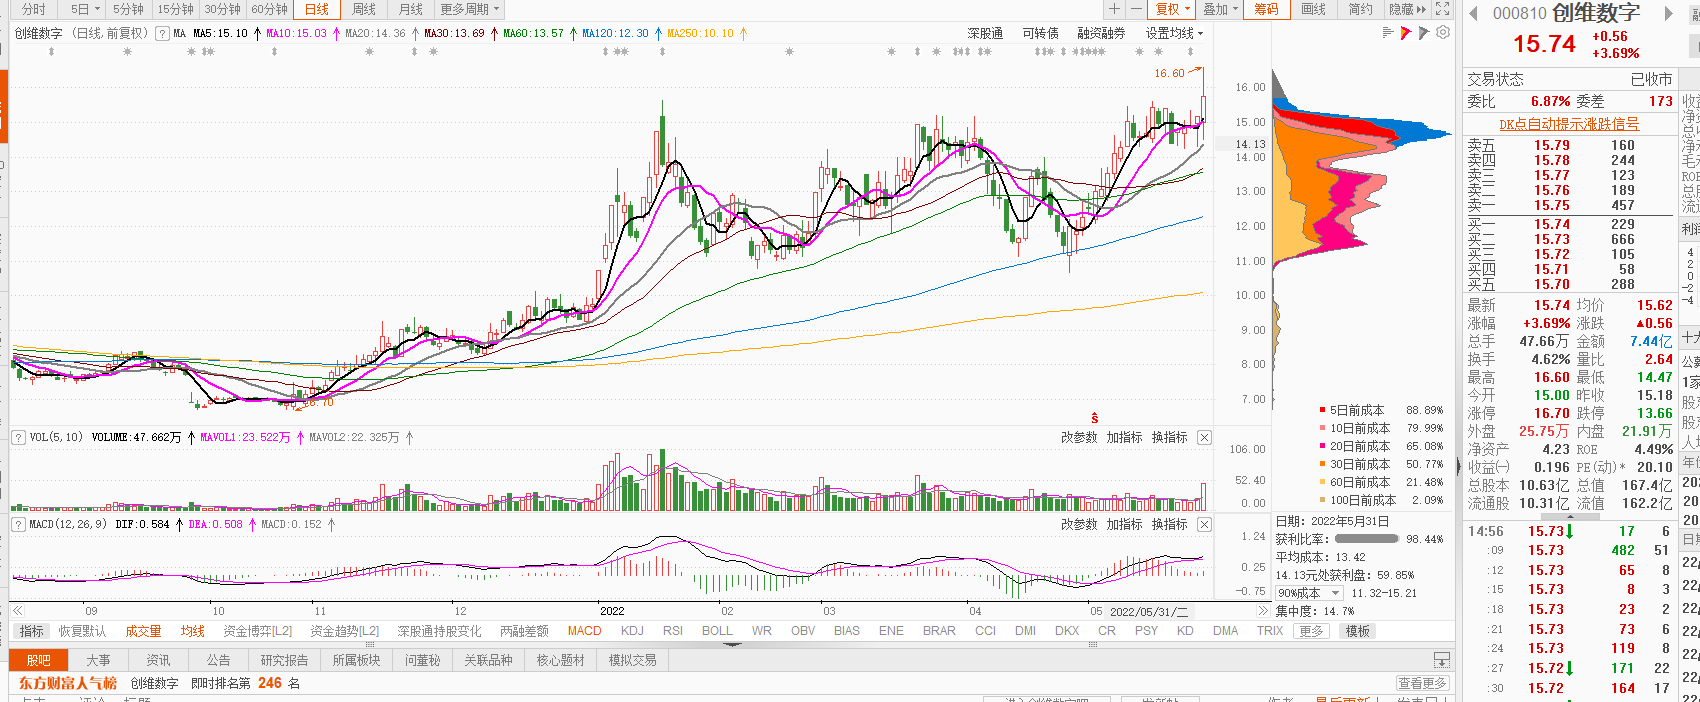 分时 5日 5分钟 15分钟 30分钟 60分钟 日线 周线 月线 更多周期
复权 叠加 筹码 画线 简约 隐藏
创维数字 (日线,前复权) ? MA MA5:15.10 MA10:15.03 MA20:14.36 MA30:13.69 MA60:13.57 MA120:12.30 MA250:10.10
深股通 可转债 融资融券 设置均线
16.60
16.00
15.00
14.13
14.00
13.00
12.00
11.00
10.00
9.00
8.00
7.00
6.70
S
? VOL(5,10) VOLUME:47.662万 MAVOL1:23.522万 MAVOL2:22.325万
改参数 加指标 换指标
106.00
52.40
0.00
? MACD(12,26,9) DIF:0.584 DEA:0.508 MACD:0.152
改参数 加指标 换指标
1.24
0.25
-0.75
09 10 11 12 2022 02 03 04 05 2022/05/31/二
5日前成本 88.89%
10日前成本 79.99%
20日前成本 65.08%
30日前成本 50.77%
60日前成本 21.48%
100日前成本 2.09%
日期: 2022年5月31日
获利比率: 98.44%
平均成本: 13.42
14.13元处获利盘: 59.85%
90%成本 11.32-15.21
集中度: 14.7%
指标 恢复默认 成交量 均线 资金博弈[L2] 资金趋势[L2] 深股通持股变化 两融差额 MACD KDJ RSI BOLL WR OBV BIAS ENE BRAR CCI DMI DKX CR PSY KD DMA TRIX 更多 模板
股吧 大事 资讯 公告 研究报告 所属板块 问董秘 关联品种 核心题材 模拟交易
东方财富人气榜 创维数字 即时排名第 246 名
查看更多
000810 创维数字
15.74 +0.56
+3.69%
交易状态 已收市
委比 6.87% 委差 173
DK点自动提示涨跌信号
卖五 15.79 160
卖四 15.78 244
卖三 15.77 123
卖二 15.76 189
卖一 15.75 457
买一 15.74 229
买二 15.73 666
买三 15.72 105
买四 15.71 58
买五 15.70 288
最新 15.74 均价 15.62
涨幅 +3.69% 涨跌 ▲0.56
总手 47.66万 金额 7.44亿
换手 4.62% 量比 2.64
最高 16.60 最低 14.47
今开 15.00 昨收 15.18
涨停 16.70 跌停 13.66
外盘 25.75万 内盘 21.91万
净资产 4.23 ROE 4.49%
收益(一) 0.196 PE(动)* 20.10
总股本 10.63亿 总值 167.4亿
流通股 10.31亿 流值 162.2亿
14:56 15.73 17 6
:09 15.73 482 51
:12 15.73 65 8
:15 15.73 8 3
:18 15.73 23 2
:21 15.73 73 6
:24 15.73 119 8
:27 15.72 171 22
:30 15.72 164 17